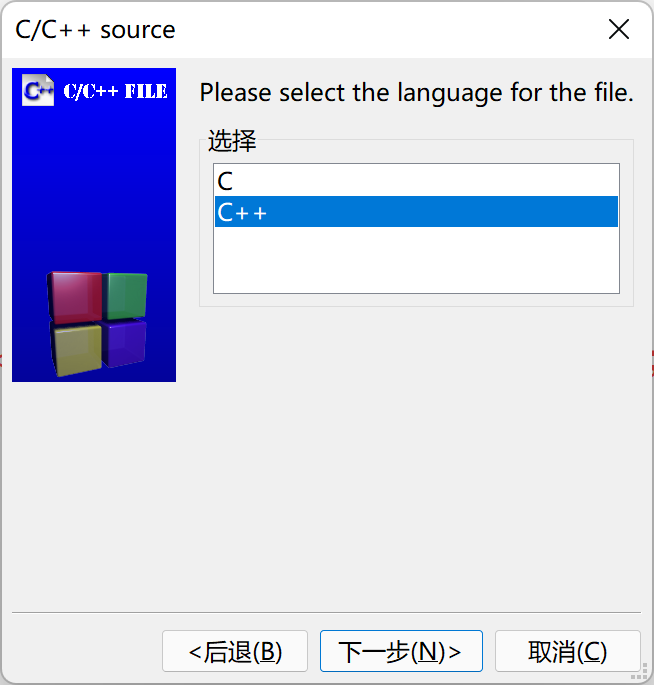 C/C++ source
C++ C/C++ FILE
Please select the language for the file.
选择
C
C++
<后退(B)
下一步(N)>
取消(C)